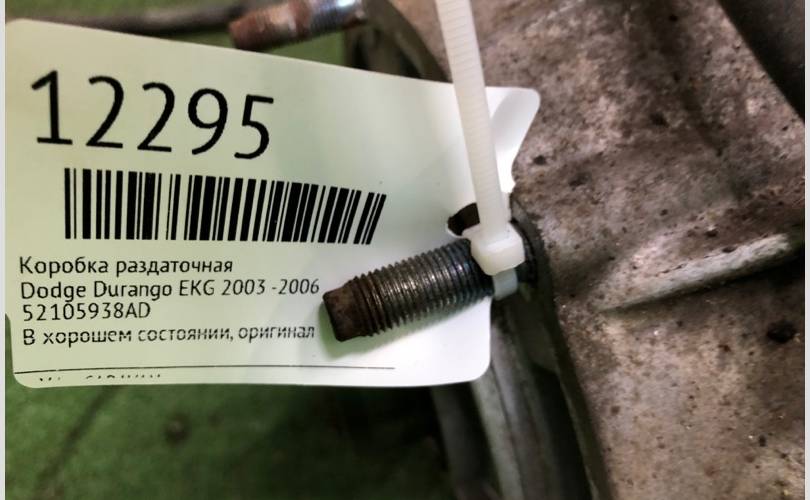 12295
Коробка раздаточная
Dodge Durango EKG 2003 -2006
52105938AD
В хорошем состоянии, оригинал